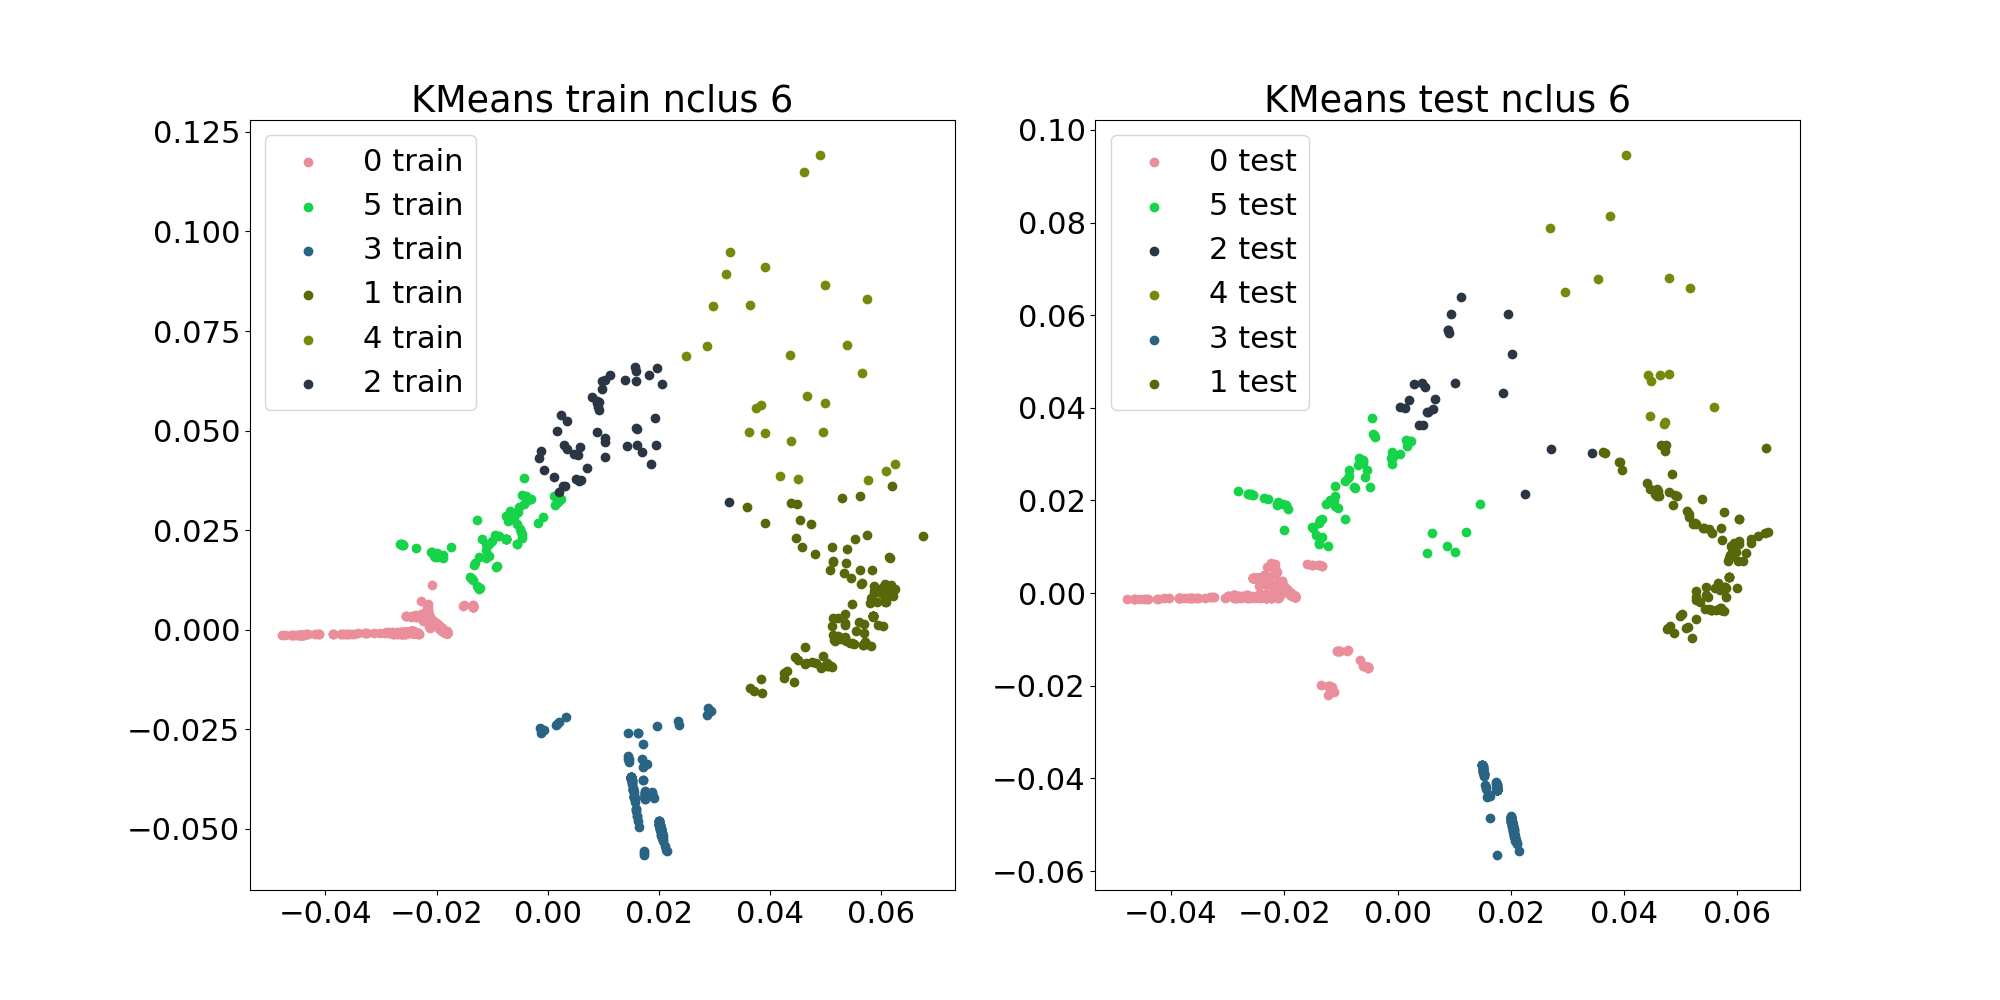 KMeans train nclus 6
0.125
0.100
0.075
0.050
0.025
0.000
−0.025
−0.050
−0.04
−0.02
0.00
0.02
0.04
0.06
0 train
5 train
3 train
1 train
4 train
2 train
KMeans test nclus 6
0.10
0.08
0.06
0.04
0.02
0.00
−0.02
−0.04
−0.06
−0.04
−0.02
0.00
0.02
0.04
0.06
0 test
5 test
2 test
4 test
3 test
1 test